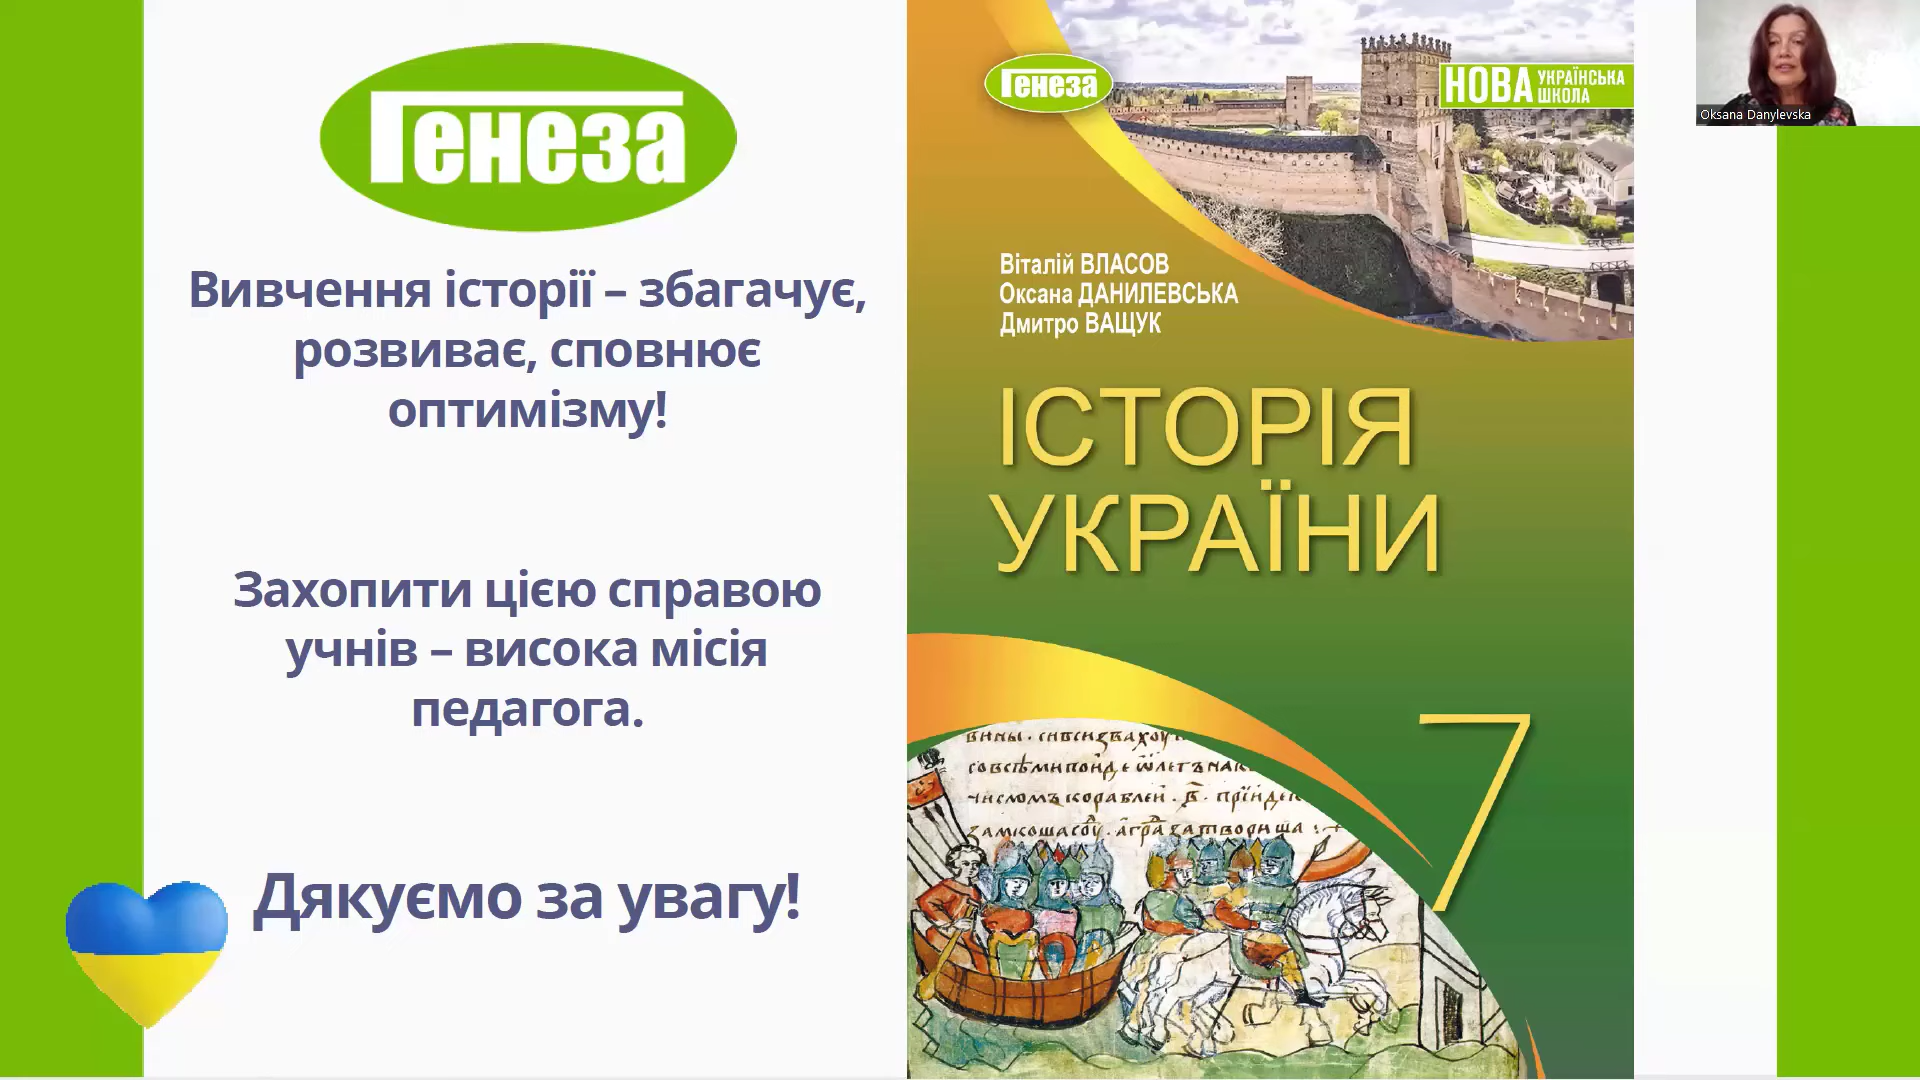 Генеза
Вивчення історії – збагачує,
розвиває, сповнює
оптимізму!
Захопити цією справою
учнів – висока місія
педагога.
Дякуємо за увагу!
Генеза
НОВА УКРАЇНСЬКА
ШКОЛА
Віталій ВЛАСОВ
Оксана ДАНИЛЕВСЬКА
Дмитро ВАЩУК
ІСТОРІЯ
УКРАЇНИ
7
Oksana Danylevska